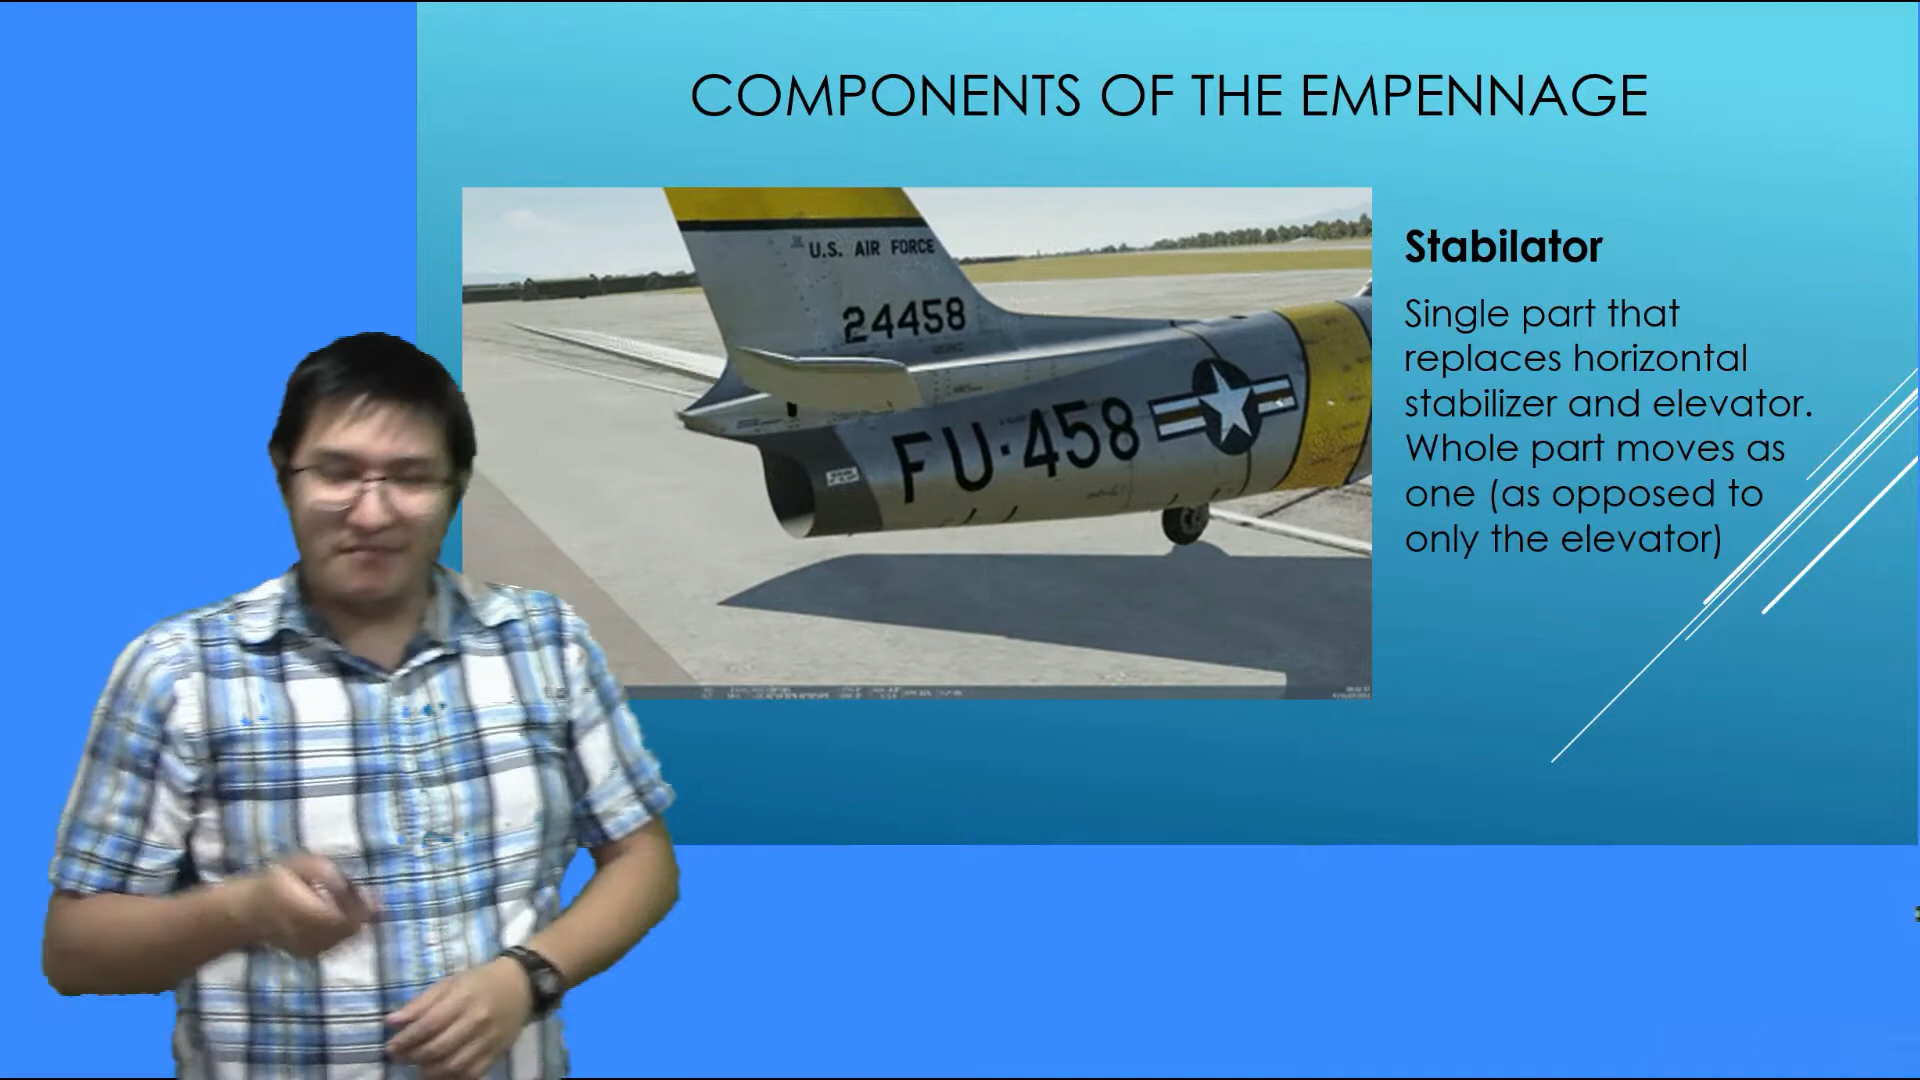 COMPONENTS OF THE EMPENNAGE
U.S. AIR FORCE
24458
FU-458
Stabilator
Single part that
replaces horizontal
stabilizer and elevator.
Whole part moves as
one (as opposed to
only the elevator)